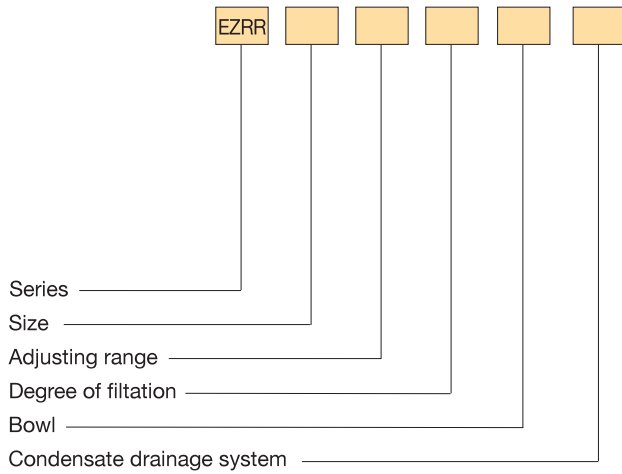 EZRR
Series
Size
Adjusting range
Degree of filtation
Bowl
Condensate drainage system